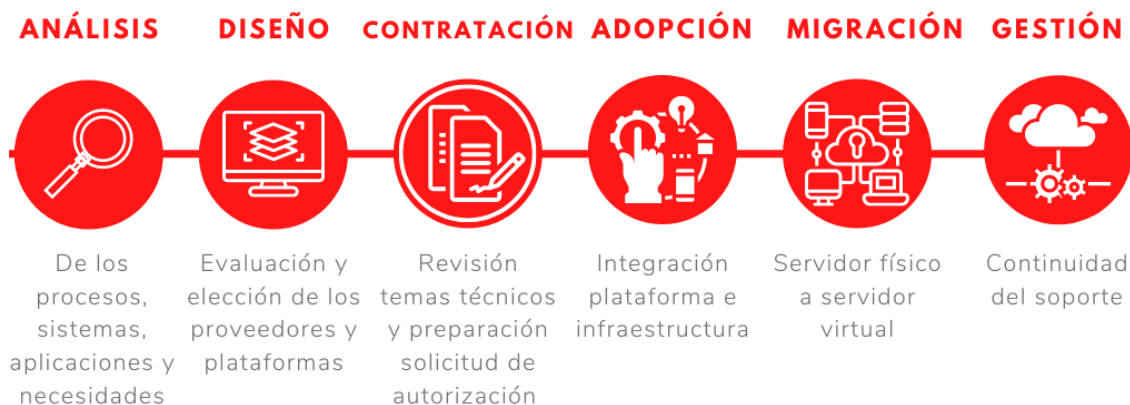 ANÁLISIS
De los
procesos,
sistemas,
aplicaciones y
necesidades
DISEÑO
Evaluación y
elección de los
proveedores y
plataformas
CONTRATACIÓN
Revisión
temas técnicos
y preparación
solicitud de
autorización
ADOPCIÓN
Integración
plataforma e
infraestructura
MIGRACIÓN
Servidor físico
a servidor
virtual
GESTIÓN
Continuidad
del soporte